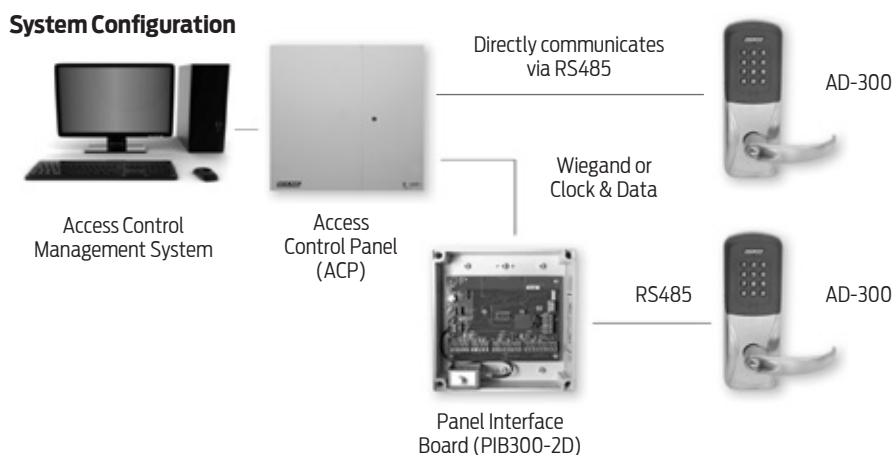 System Configuration
Directly communicates
via RS485
AD-300
Wiegand or
Clock & Data
Access Control
Management System
Access
Control Panel
(ACP)
RS485
AD-300
Panel Interface
Board (PIB300-2D)